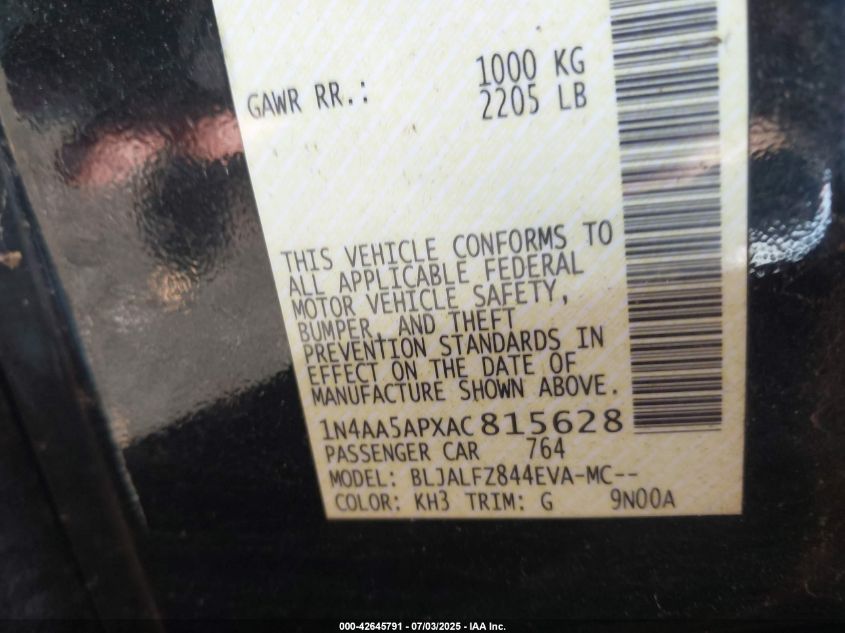 GAWR RR.: 1000 KG
2205 LB
THIS VEHICLE CONFORMS TO
ALL APPLICABLE FEDERAL
MOTOR VEHICLE SAFETY,
BUMPER, AND THEFT
PREVENTION STANDARDS IN
EFFECT ON THE DATE OF
MANUFACTURE SHOWN ABOVE.
1N4AA5APXAC815628
PASSENGER CAR 764
MODEL: BLJALFZ844EVA-MC--
COLOR: KH3 TRIM: G 9N00A
000-42645791 - 07/03/2025 - IAA Inc.